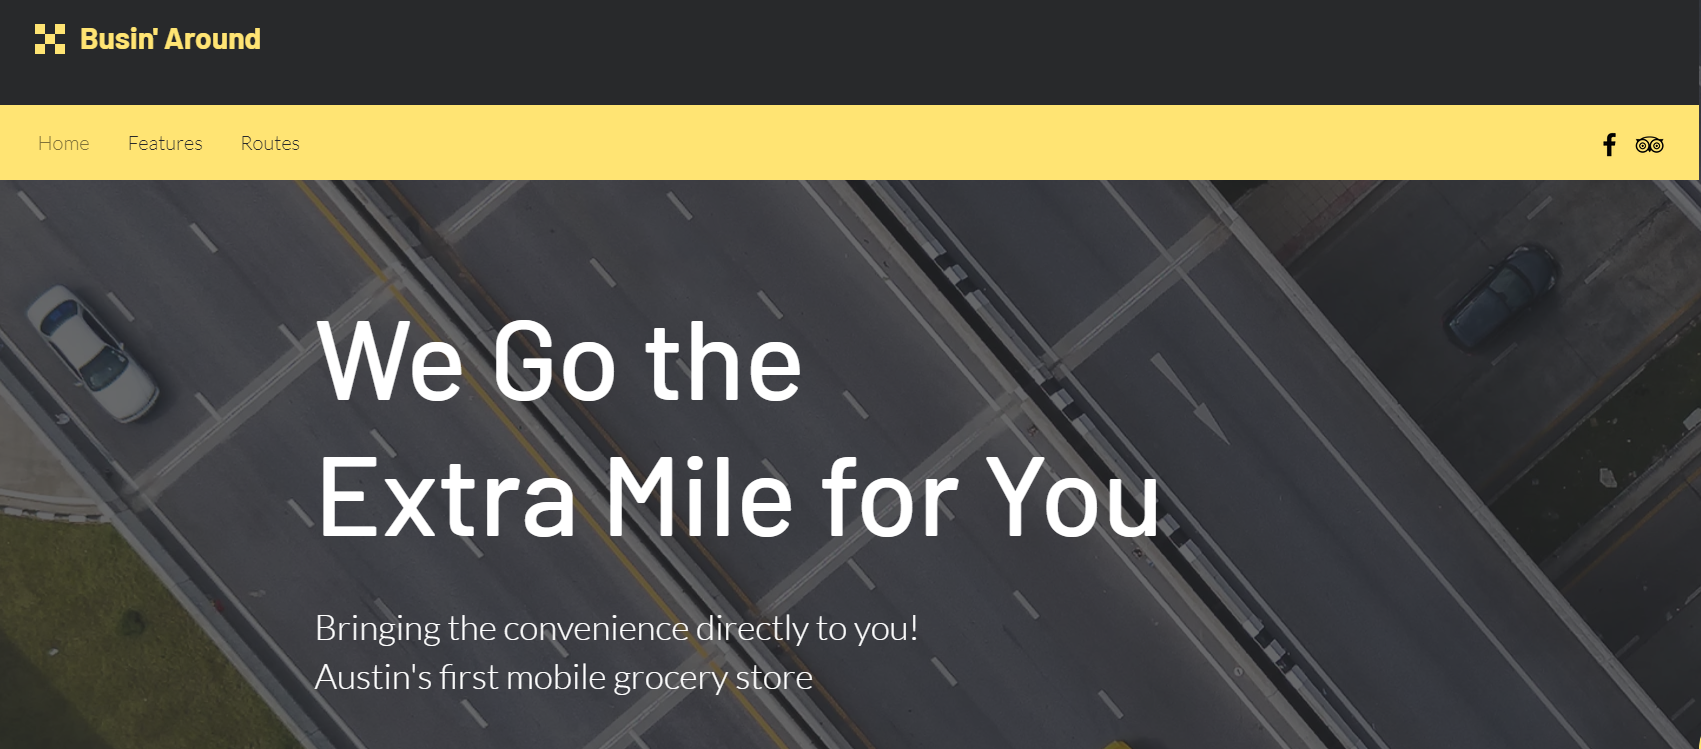 Busin' Around
Home Features Routes
We Go the
Extra Mile for You
Bringing the convenience directly to you!
Austin's first mobile grocery store